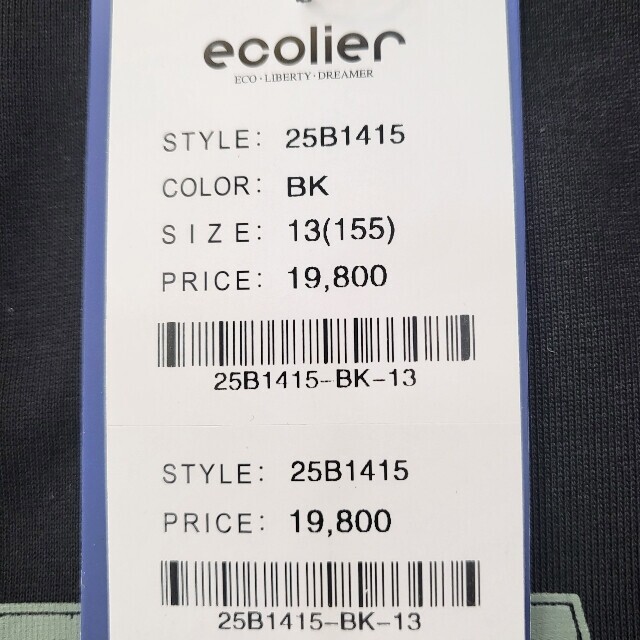 ecolier
ECO·LIBERTY·DREAMER
STYLE: 25B1415
COLOR: BK
SIZE: 13(155)
PRICE: 19,800
25B1415-BK-13
STYLE: 25B1415
PRICE: 19,800
25B1415-BK-13